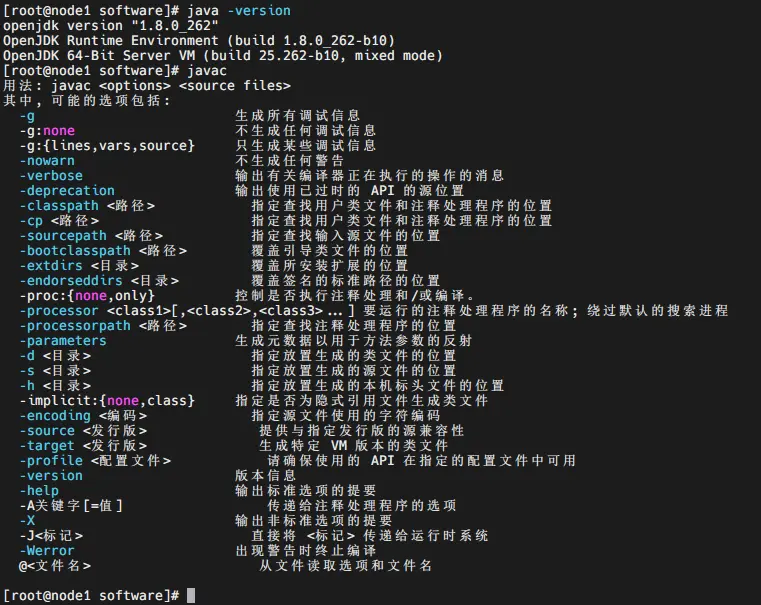 [root@node1 software]# java -version
openjdk version "1.8.0_262"
OpenJDK Runtime Environment (build 1.8.0_262-b10)
OpenJDK 64-Bit Server VM (build 25.262-b10, mixed mode)
[root@node1 software]# javac
用法: javac <options> <source files>
其中, 可能的选项包括:
-g 生成所有调试信息
-g:none 不生成任何调试信息
-g:{lines,vars,source} 只生成某些调试信息
-nowarn 不生成任何警告
-verbose 输出有关编译器正在执行的操作的消息
-deprecation 输出使用已过时的 API 的源位置
-classpath <路径> 指定查找用户类文件和注释处理程序的位置
-cp <路径> 指定查找用户类文件和注释处理程序的位置
-sourcepath <路径> 指定查找输入源文件的位置
-bootclasspath <路径> 覆盖引导类文件的位置
-extdirs <目录> 覆盖所安装扩展的位置
-endorseddirs <目录> 覆盖签名的标准路径的位置
-proc:{none,only} 控制是否执行注释处理和/或编译。
-processor <class1>[,<class2>,<class3>...] 要运行的注释处理程序的名称; 绕过默认的搜索进程
-processorpath <路径> 指定查找注释处理程序的位置
-parameters 生成元数据以用于方法参数的反射
-d <目录> 指定放置生成的类文件的位置
-s <目录> 指定放置生成的源文件的位置
-h <目录> 指定放置生成的本机标头文件的位置
-implicit:{none,class} 指定是否为隐式引用文件生成类文件
-encoding <编码> 指定源文件使用的字符编码
-source <发行版> 提供与指定发行版的源兼容性
-target <发行版> 生成特定 VM 版本的类文件
-profile <配置文件> 请确保使用的 API 在指定的配置文件中可用
-version 版本信息
-help 输出标准选项的提要
-A关键字[=值] 传递给注释处理程序的选项
-X 输出非标准选项的提要
-J<标记> 直接将 <标记> 传递给运行时系统
-Werror 出现警告时终止编译
@<文件名> 从文件读取选项和文件名
[root@node1 software]#